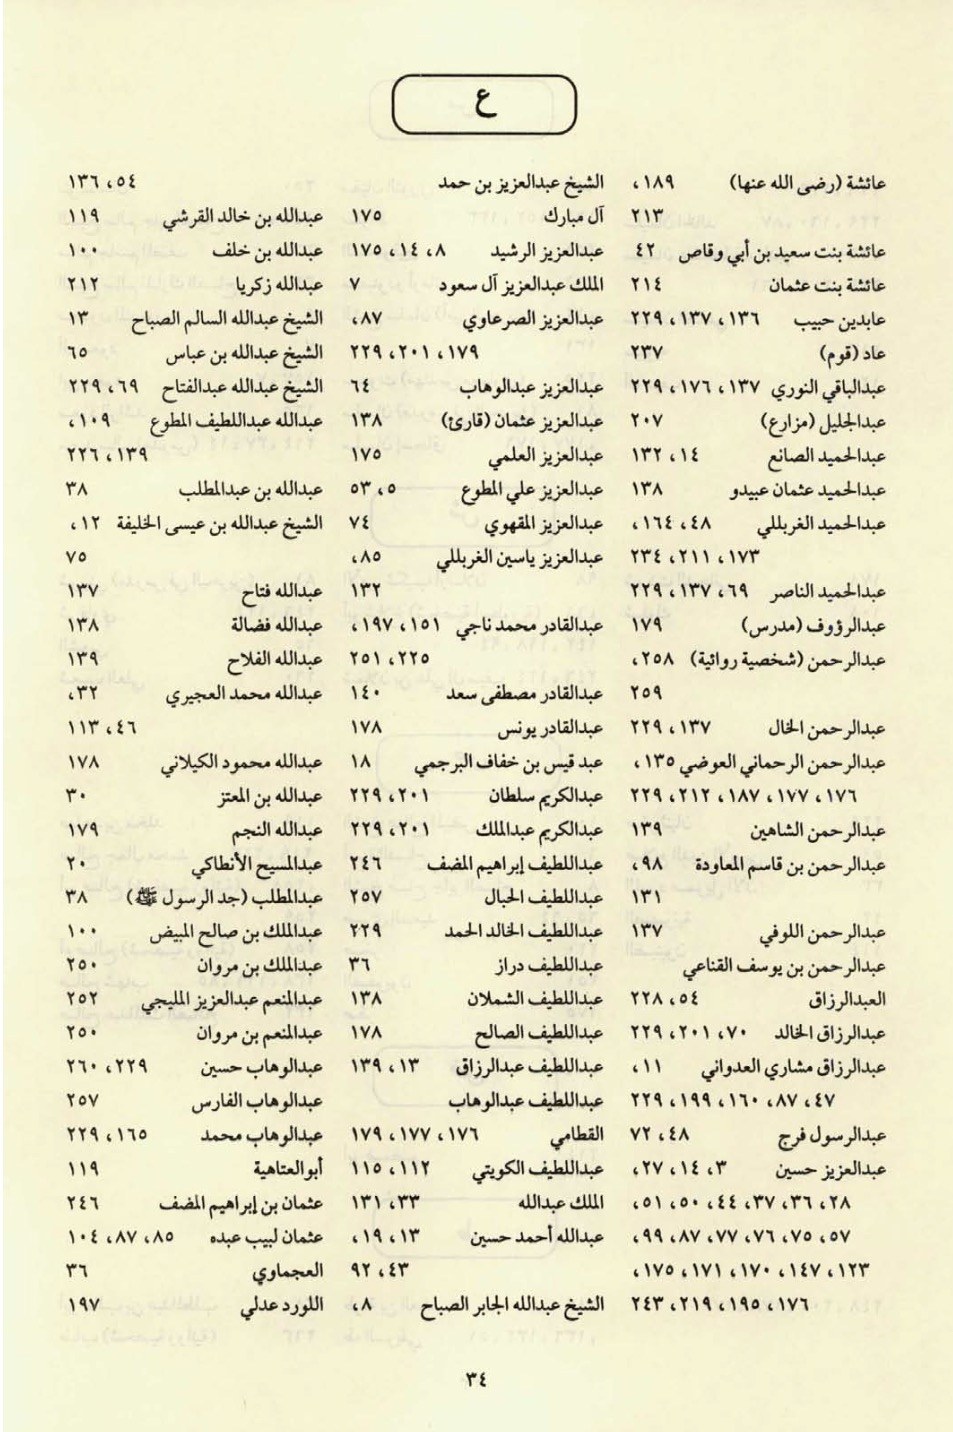 ع
عائشة (رضى الله عنها) ١٨٩،
٢١٣
عائشة بنت سعيد بن أبي وقاص ٤٢
عائشة بنت عثمان ٢١٤
عابدين حبيب ١٣٦، ١٣٧، ٢٢٩
عاد (قوم) ٢٣٧
عبدالباقي النوري ١٣٧، ١٧٦، ٢٢٩
عبدالجليل (مزارع) ٢٠٧
عبدالحميد الصانع ١٤، ١٣٢
عبدالحميد عثمان عبيدو ١٣٨
عبدالحميد الغربللي ٤٨، ١٦٤،
١٧٣، ٢١١، ٢٣٤
عبدالحميد الناصر ٦٩، ١٣٧، ٢٢٩
عبدالرؤوف (مدرس) ١٧٩
عبدالرحمن (شخصية روائية) ٢٥٨،
٢٥٩
عبدالرحمن الخال ١٣٧، ٢٢٩
عبدالرحمن الرحماني العوضي ١٣٥،
١٧٦، ١٧٧، ١٨٧، ٢١٢، ٢٢٩
عبدالرحمن الشاهين ١٣٩
عبدالرحمن بن قاسم المعاودة ٩٨،
١٣١
عبدالرحمن اللوفي ١٣٧
عبدالرحمن بن يوسف القناعي
العبدالرزاق ٥٤، ٢٢٨
عبدالرزاق الخالد ٧٠، ٢٠١، ٢٢٩
عبدالرزاق مشاري العدواني ١١،
٤٧، ٨٧، ١٦٠، ١٩٩، ٢٢٩
عبدالرسول فرج ٤٨، ٧٢
عبدالعزيز حسين ٣، ١٤، ٢٧،
٢٨، ٣٦، ٣٧، ٤٤، ٥٠، ٥١،
٥٧، ٧٥، ٧٦، ٧٧، ٨٧، ٩٩،
١٢٣، ١٤٧، ١٧٠، ١٧١، ١٧٥،
١٧٦، ١٩٥، ٢١٩، ٢٤٣
الشيخ عبدالعزيز بن حمد
آل مبارك ١٧٥
عبدالعزيز الرشيد ٨، ١٤، ١٧٥
الملك عبدالعزيز آل سعود ٧
عبدالعزيز الصرعاوي ٨٧،
١٧٩، ٢٠١، ٢٢٩
عبدالعزيز عبدالوهاب ٦٤
عبدالعزيز عثمان (قارئ) ١٣٨
عبدالعزيز العلمي ١٧٥
عبدالعزيز علي المطوع ٥، ٥٣
عبدالعزيز المقهوي ٧٤
عبدالعزيز ياسين الغربللي ٨٥،
١٣٢
عبدالقادر محمد ناجي ١٥١، ١٩٧،
٢٢٥، ٢٥١
عبدالقادر مصطفى سعد ١٤٠
عبدالقادر يونس ١٧٨
عبد قيس بن خفاف البرجمي ١٨
عبدالكريم سلطان ٢٠١، ٢٢٩
عبدالكريم عبدالملك ٢٠١، ٢٢٩
عبداللطيف إبراهيم المضف ٢٤٦
عبداللطيف الحبال ٢٥٧
عبداللطيف الخالد الحمد ٢٢٩
عبداللطيف دراز ٣٦
عبداللطيف الشملان ١٣٨
عبداللطيف الصالح ١٧٨
عبداللطيف عبدالرزاق ١٣، ١٣٩
عبداللطيف عبدالوهاب
القطامي ١٧٦، ١٧٧، ١٧٩
عبداللطيف الكويتي ١١٢، ١١٥
الملك عبدالله ٣٣، ١٣١
عبدالله أحمد حسين ١٣، ١٩،
٤٣، ٩٢
الشيخ عبدالله الجابر الصباح ٨،
٥٤، ١٣٦
عبدالله بن خالد القرشي ١١٩
عبدالله بن خلف ١٠٠
عبدالله زكريا ٢١٢
الشيخ عبدالله السالم الصباح ١٣
الشيخ عبدالله بن عباس ٦٥
الشيخ عبدالله عبدالفتاح ٦٩، ٢٢٩
عبدالله عبداللطيف المطوع ١٠٩،
١٣٩، ٢٢٦
عبدالله بن عبدالمطلب ٣٨
الشيخ عبدالله بن عيسى الخليفة ١٢،
٧٥
عبدالله فتاح ١٣٧
عبدالله فضالة ١٣٨
عبدالله الفلاح ١٣٩
عبدالله محمد العجيري ٣٢،
٤٦، ١١٣
عبدالله محمود الكيلاني ١٧٨
عبدالله بن المعتز ٣٠
عبدالله النجم ١٧٩
عبدالمسيح الأنطاكي ٢٠
عبدالمطلب (جد الرسول ﷺ) ٣٨
عبدالملك بن صالح المبيض ١٠٠
عبدالملك بن مروان ٢٥٠
عبدالمنعم عبدالعزيز المليجي ٢٥٢
عبدالمنعم بن مروان ٢٥٠
عبدالوهاب حسين ٢٢٩، ٢٦٠
عبدالوهاب الفارس ٢٥٧
عبدالوهاب محمد ١٦٥، ٢٢٩
أبوالعتاهية ١١٩
عثمان بن إبراهيم المضف ٢٤٦
عثمان لبيب عبده ٨٥، ٨٧، ١٠٤
العجماوي ٣٦
اللورد عدلي ١٩٧
٣٤